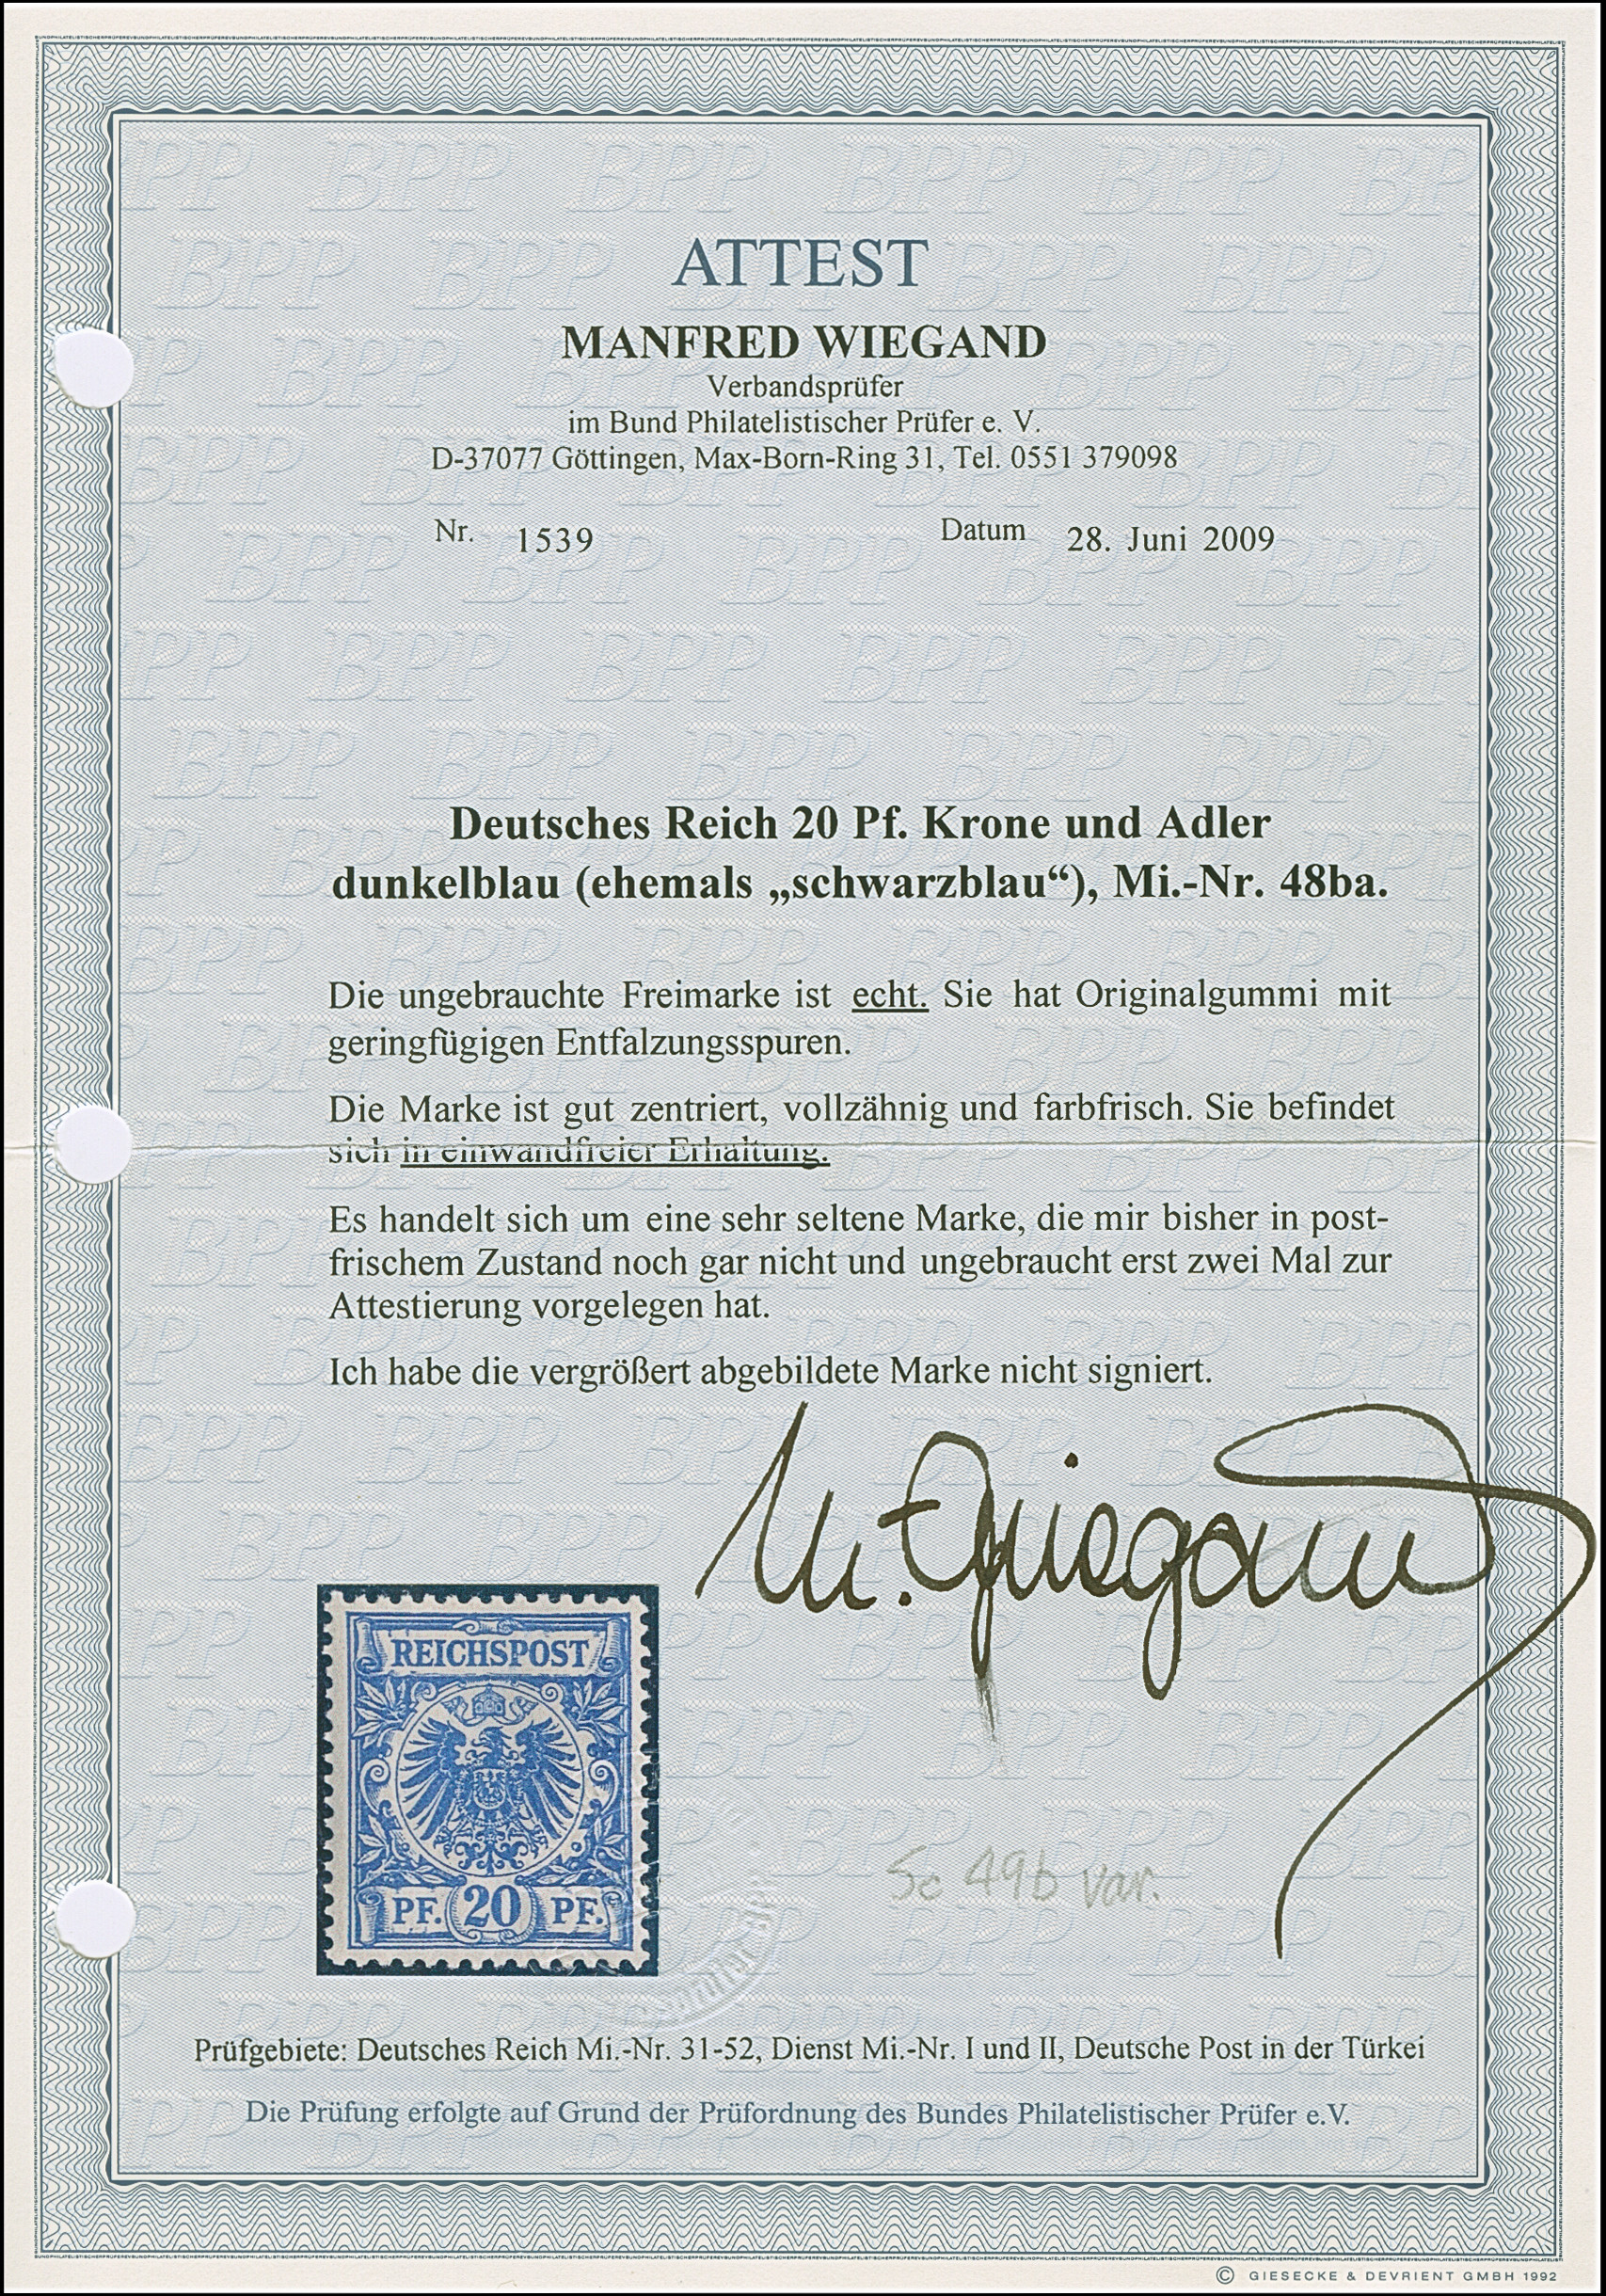 ATTEST
MANFRED WIEGAND
Verbandsprüfer
im Bund Philatelistischer Prüfer e. V.
D-37077 Göttingen, Max-Born-Ring 31, Tel. 0551 379098
Nr. 1539 Datum 28. Juni 2009
Deutsches Reich 20 Pf. Krone und Adler
dunkelblau (ehemals „schwarzblau“), Mi.-Nr. 48ba.
Die ungebrauchte Freimarke ist echt. Sie hat Originalgummi mit
geringfügigen Entfalzungsspuren.
Die Marke ist gut zentriert, vollzähnig und farbfrisch. Sie befindet
sich in einwandfreier Erhaltung.
Es handelt sich um eine sehr seltene Marke, die mir bisher in post-
frischem Zustand noch gar nicht und ungebraucht erst zwei Mal zur
Attestierung vorgelegen hat.
Ich habe die vergrößert abgebildete Marke nicht signiert.
M. Wiegand
REICHSPOST
PF. 20 PF.
Sc 49b var.
Prüfgebiete: Deutsches Reich Mi.-Nr. 31-52, Dienst Mi.-Nr. I und II, Deutsche Post in der Türkei
Die Prüfung erfolgte auf Grund der Prüfordnung des Bundes Philatelistischer Prüfer e.V.
© GIESECKE & DEVRIENT GMBH 1992